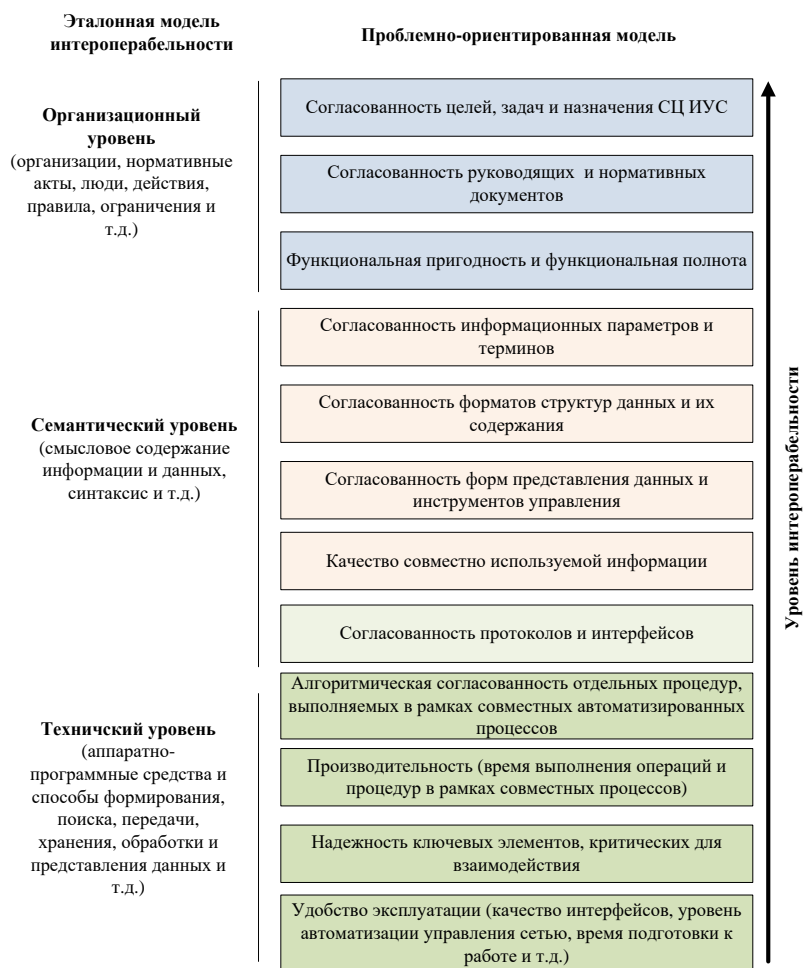 Эталонная модель
интероперабельности
Проблемно-ориентированная модель
Организационный
уровень
(организации, нормативные
акты, люди, действия,
правила, ограничения и
т.д.)
Согласованность целей, задач и назначения СЦ ИУС
Согласованность руководящих и нормативных
документов
Функциональная пригодность и функциональная полнота
Семантический уровень
(смысловое содержание
информации и данных,
синтаксис и т.д.)
Согласованность информационных параметров и
терминов
Согласованность форматов структур данных и их
содержания
Согласованность форм представления данных и
инструментов управления
Качество совместно используемой информации
Согласованность протоколов и интерфейсов
Техничский уровень
(аппаратно-
программные средства и
способы формирования,
поиска, передачи,
хранения, обработки и
представления данных и
т.д.)
Алгоритмическая согласованность отдельных процедур,
выполняемых в рамках совместных автоматизированных
процессов
Производительность (время выполнения операций и
процедур в рамках совместных процессов)
Надежность ключевых элементов, критических для
взаимодействия
Удобство эксплуатации (качество интерфейсов, уровень
автоматизации управления сетью, время подготовки к
работе и т.д.)
Уровень интероперабельности